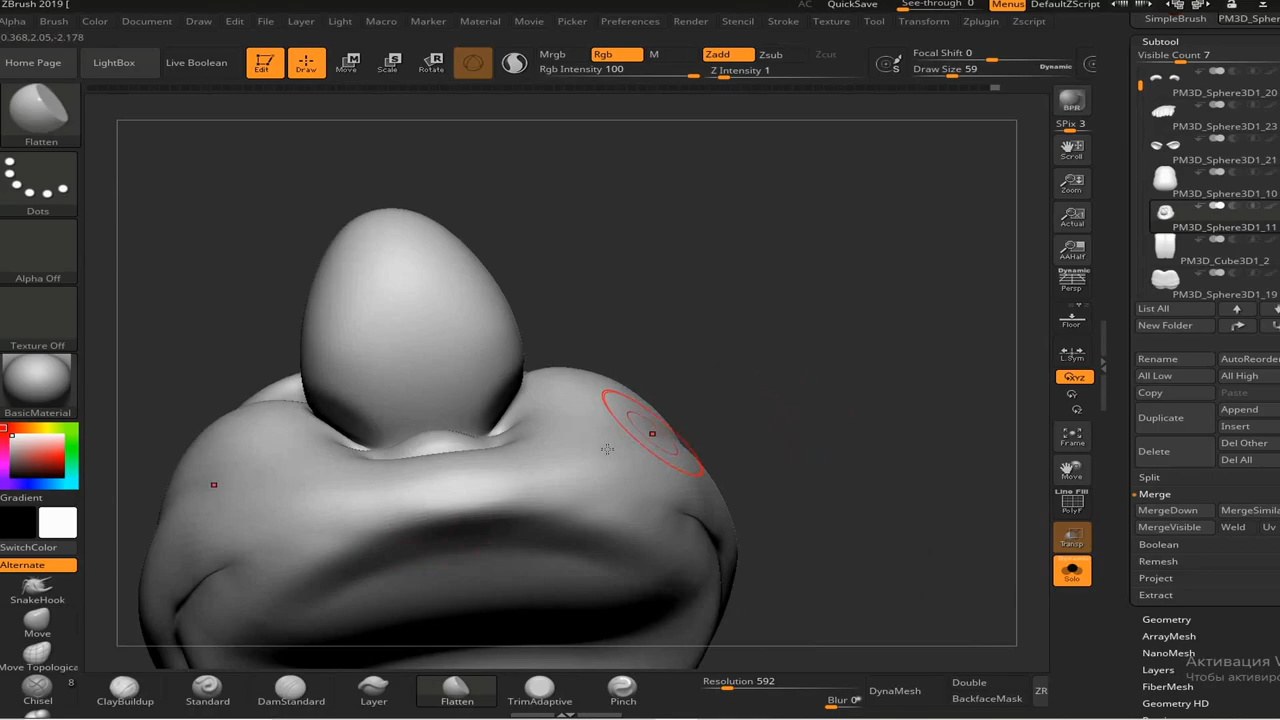 ZBrush 2019 [
AC QuickSave See-through 0 Menus DefaultZScript
Alpha Brush Color Document Draw Edit File Layer Light Macro Marker Material Movie Picker Preferences Render Stencil Stroke Texture Tool Transform Zplugin Zscript
SimpleBrush PM3D_Spher
0.368,2.05,-2.178
Home Page LightBox Live Boolean Edit Draw Move Scale Rotate
Mrgb Rgb M Zadd Zsub Zcut Focal Shift 0
Rgb Intensity 100 Z Intensity 1 Draw Size 59 Dynamic
S
Subtool
Visible Count 7
PM3D_Sphere3D1_20
PM3D_Sphere3D1_23
PM3D_Sphere3D1_21
PM3D_Sphere3D1_10
PM3D_Sphere3D1_11
PM3D_Cube3D1_2
PM3D_Sphere3D1_19
List All
New Folder
Rename AutoReorder
All Low All High
Copy Paste
Duplicate Append
Insert
Delete Del Other
Del All
Split
Merge
MergeDown MergeSimila
MergeVisible Weld Uv
Boolean
Remesh
Project
Extract
Geometry
ArrayMesh
NanoMesh
Layers
FiberMesh
Geometry HD
Активация V
Чтобы активиро
BPR
SPix 3
Scroll
Zoom
Actual
AAHalf
Dynamic
Persp
Floor
L.Sym
XYZ
Frame
Move
Line Fill
PolyF
Transp
Solo
Flatten
Dots
Alpha Off
Texture Off
BasicMaterial
Gradient
SwitchColor
Alternate
SnakeHook
Move
Move Topologica
Chisel
8
ClayBuildup Standard DamStandard Layer Flatten TrimAdaptive Pinch
Resolution 592
Blur 0
DynaMesh
Double
BackfaceMask
ZR